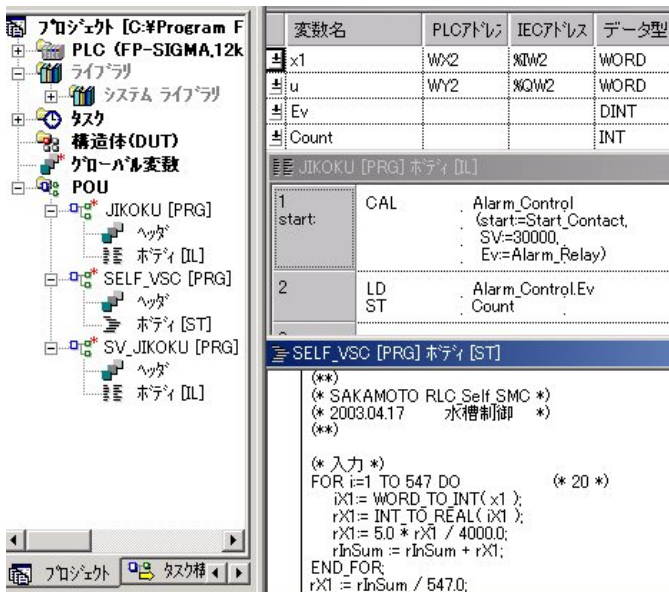 プロジェクト [C:¥Program F
PLC (FP-SIGMA,12k
ライブラリ
システム ライブラリ
タスク
構造体(DUT)
グローバル変数
POU
JIKOKU [PRG]
ヘッダ
ボディ [IL]
SELF_VSC [PRG]
ヘッダ
ボディ [ST]
SV_JIKOKU [PRG]
ヘッダ
ボディ [IL]
プロジェクト タスク構
変数名 PLCアドレス IECアドレス データ型
x1 WX2 %IW2 WORD
u WY2 %QW2 WORD
Ev DINT
Count INT
JIKOKU [PRG] ボディ [IL]
1 CAL Alarm_Control
start: (start:=Start_Contact,
SV:=30000,
Ev:=Alarm_Relay)
2 LD Alarm_Control.Ev
ST Count
SELF_VSC [PRG] ボディ [ST]
(**)
(* SAKAMOTO RLC_Self_SMC *)
(* 2003.04.17 水槽制御 *)
(**)
(* 入力 *)
FOR i:=1 TO 547 DO (* 20 *)
iX1:= WORD_TO_INT( x1 );
rX1:= INT_TO_REAL( iX1 );
rX1:= 5.0 * rX1 / 4000.0;
rInSum := rInSum + rX1;
END_FOR;
rX1 := rInSum / 547.0;